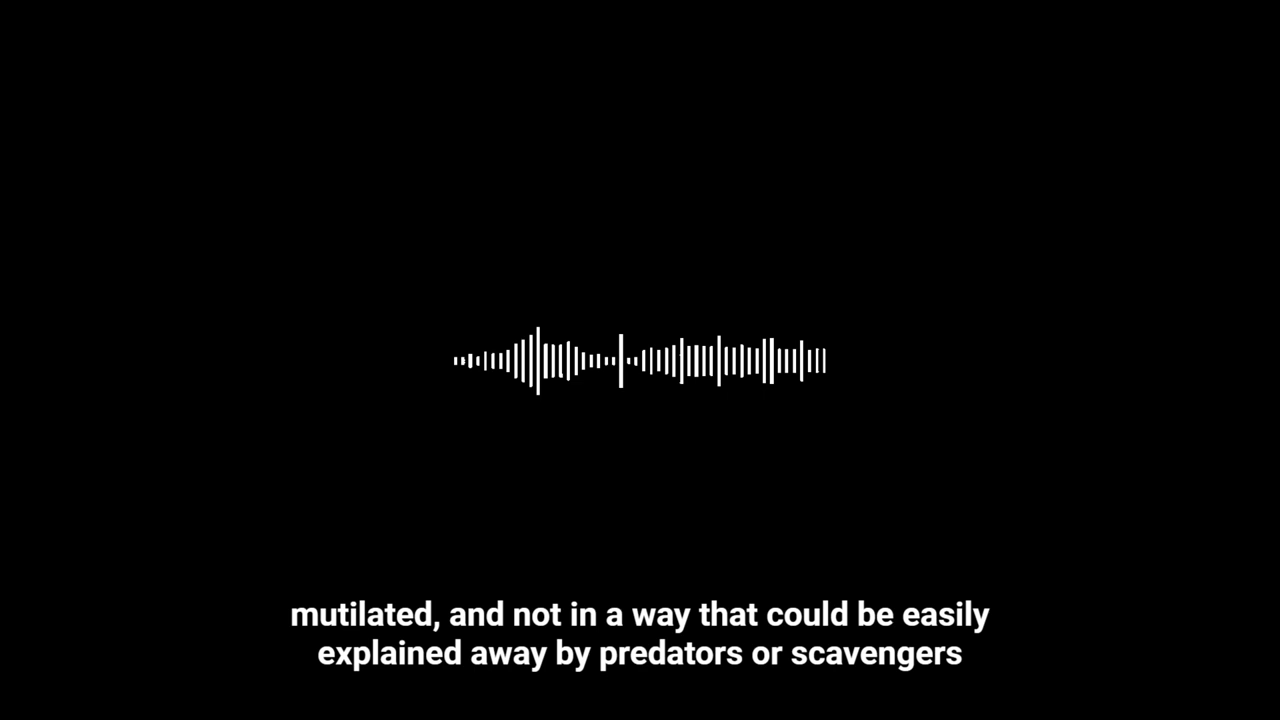 mutilated, and not in a way that could be easily
explained away by predators or scavengers